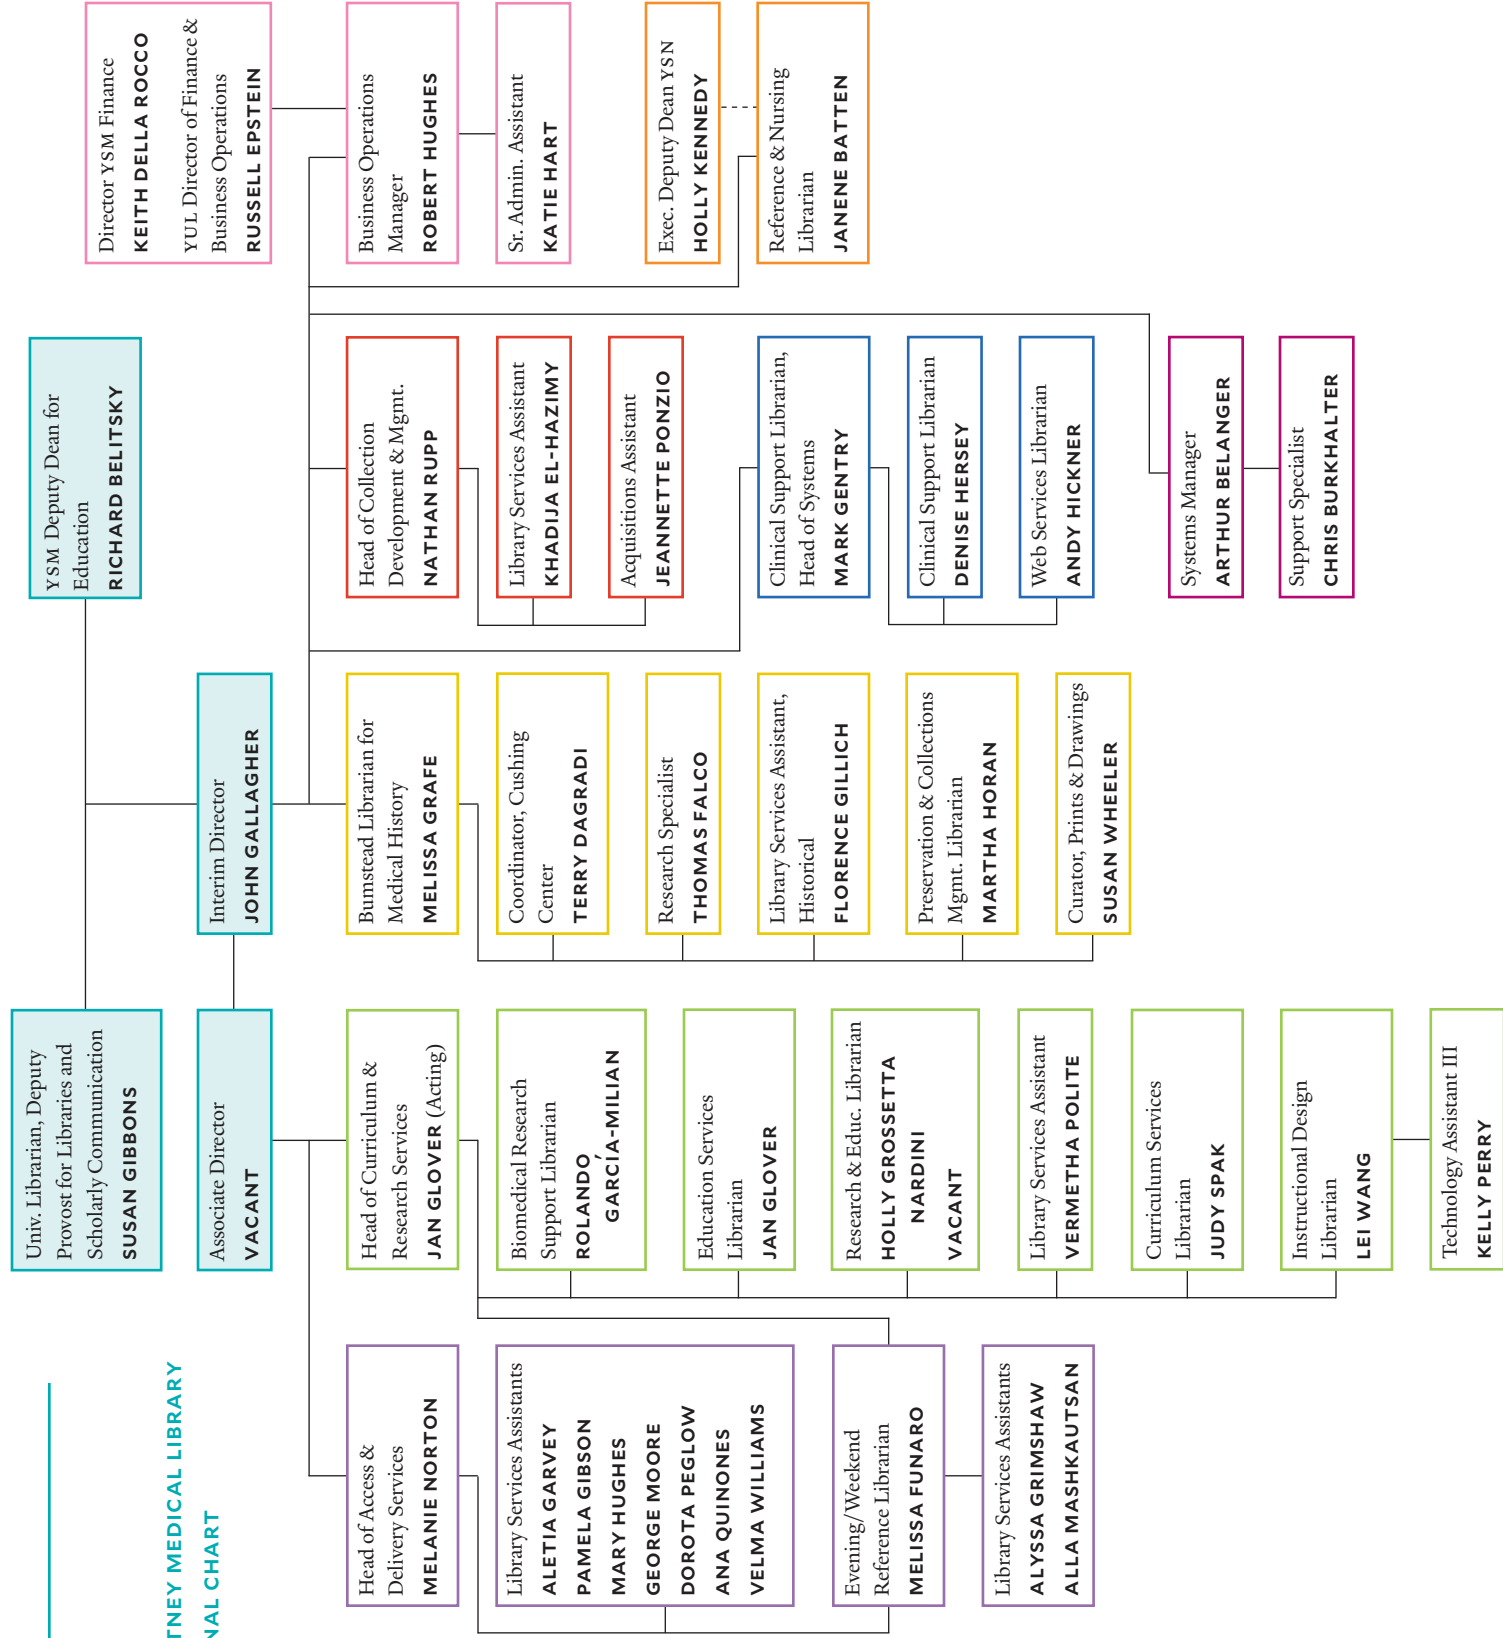 TNEY MEDICAL LIBRARY
NAL CHART
Univ. Librarian, Deputy
Provost for Libraries and
Scholarly Communication
SUSAN GIBBONS
YSM Deputy Dean for
Education
RICHARD BELITSKY
Director YSM Finance
KEITH DELLA ROCCO
YUL Director of Finance &
Business Operations
RUSSELL EPSTEIN
Associate Director
VACANT
Interim Director
JOHN GALLAGHER
Head of Access &
Delivery Services
MELANIE NORTON
Library Services Assistants
ALETIA GARVEY
PAMELA GIBSON
MARY HUGHES
GEORGE MOORE
DOROTA PEGLOW
ANA QUINONES
VELMA WILLIAMS
Evening/Weekend
Reference Librarian
MELISSA FUNARO
Library Services Assistants
ALYSSA GRIMSHAW
ALLA MASHKAUTSAN
Head of Curriculum &
Research Services
JAN GLOVER (Acting)
Biomedical Research
Support Librarian
ROLANDO
GARCÍA-MILIAN
Education Services
Librarian
JAN GLOVER
Research & Educ. Librarian
HOLLY GROSSETTA
NARDINI
VACANT
Library Services Assistant
VERMETHA POLITE
Curriculum Services
Librarian
JUDY SPAK
Instructional Design
Librarian
LEI WANG
Technology Assistant III
KELLY PERRY
Bumstead Librarian for
Medical History
MELISSA GRAFE
Coordinator, Cushing
Center
TERRY DAGRADI
Research Specialist
THOMAS FALCO
Library Services Assistant,
Historical
FLORENCE GILLICH
Preservation & Collections
Mgmt. Librarian
MARTHA HORAN
Curator, Prints & Drawings
SUSAN WHEELER
Head of Collection
Development & Mgmt.
NATHAN RUPP
Library Services Assistant
KHADIJA EL-HAZIMY
Acquisitions Assistant
JEANNETTE PONZIO
Clinical Support Librarian,
Head of Systems
MARK GENTRY
Clinical Support Librarian
DENISE HERSEY
Web Services Librarian
ANDY HICKNER
Systems Manager
ARTHUR BELANGER
Support Specialist
CHRIS BURKHALTER
Business Operations
Manager
ROBERT HUGHES
Sr. Admin. Assistant
KATIE HART
Exec. Deputy Dean YSN
HOLLY KENNEDY
Reference & Nursing
Librarian
JANENE BATTEN